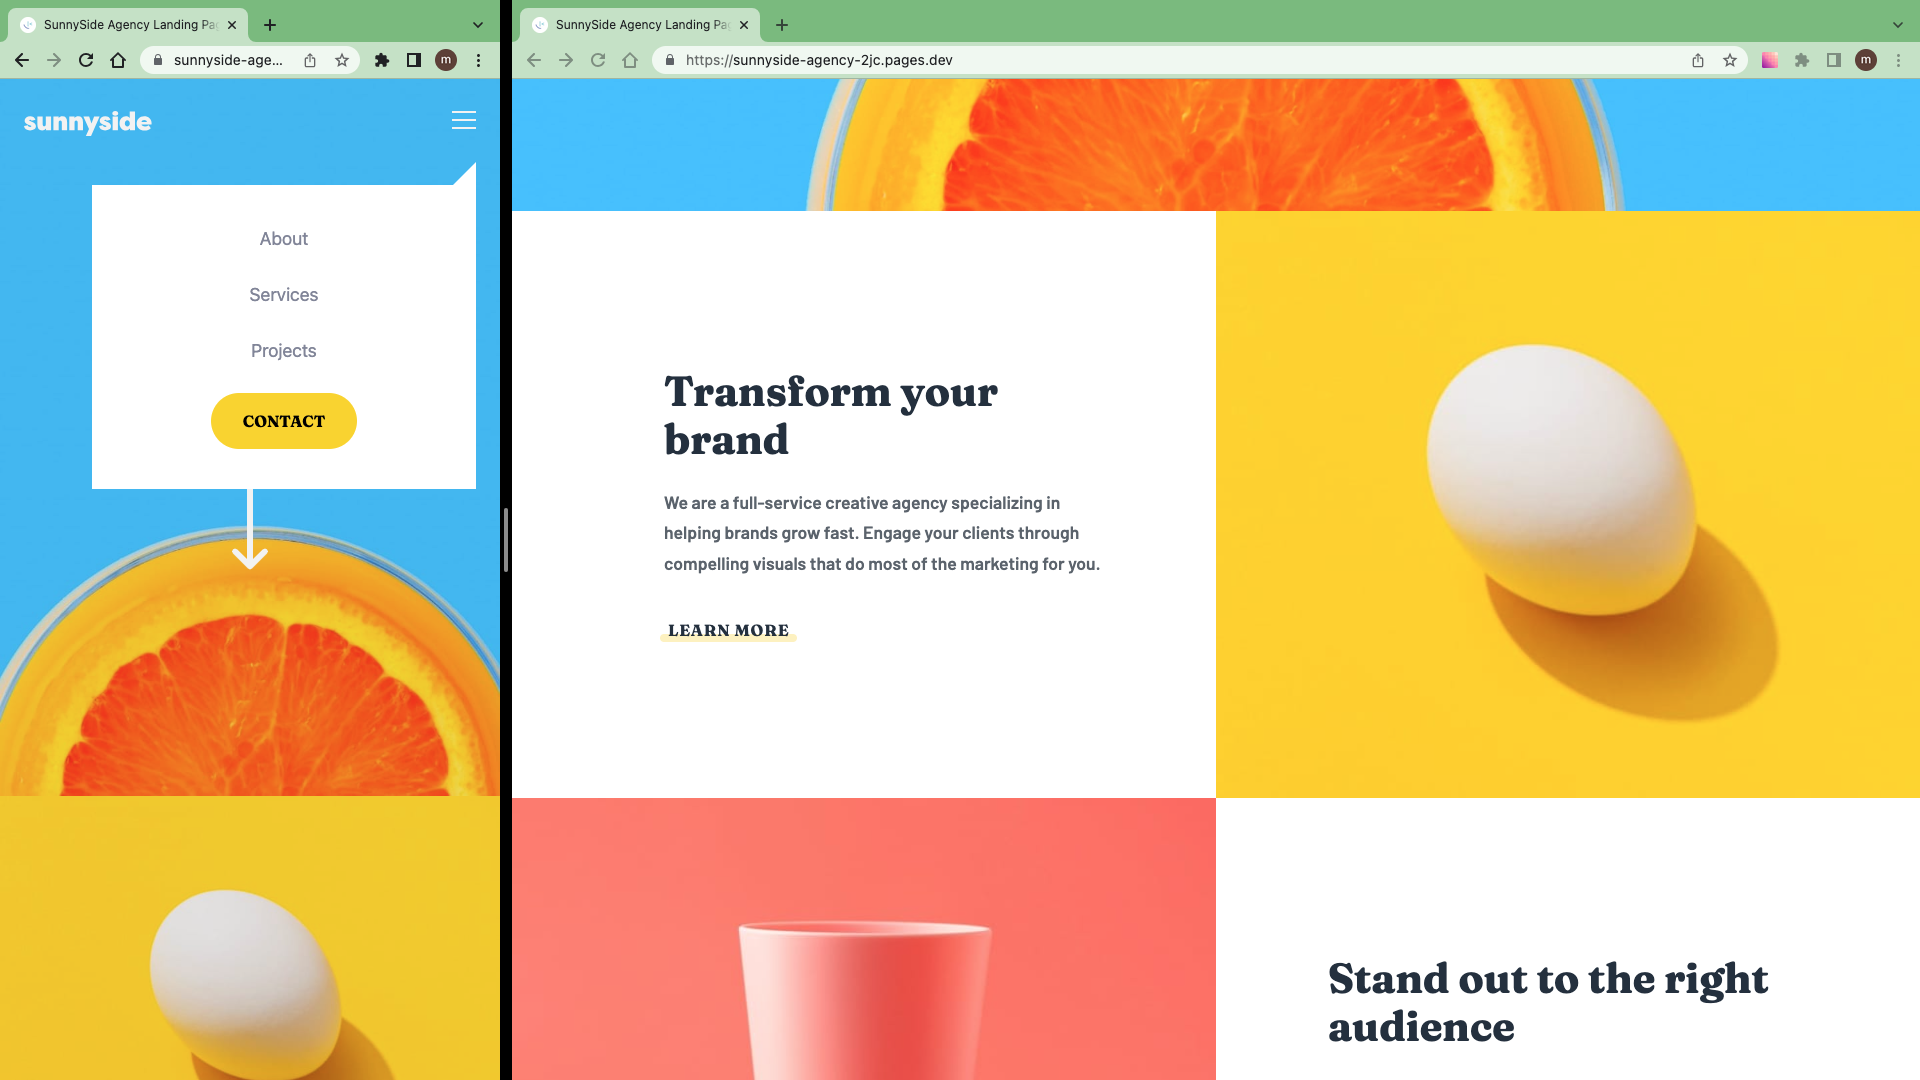 SunnySide Agency Landing Pa
sunnyside-age...
m
sunnyside
About
Services
Projects
CONTACT
SunnySide Agency Landing Pa
https://sunnyside-agency-2jc.pages.dev
m
Transform your
brand
We are a full-service creative agency specializing in
helping brands grow fast. Engage your clients through
compelling visuals that do most of the marketing for you.
LEARN MORE
Stand out to the right
audience